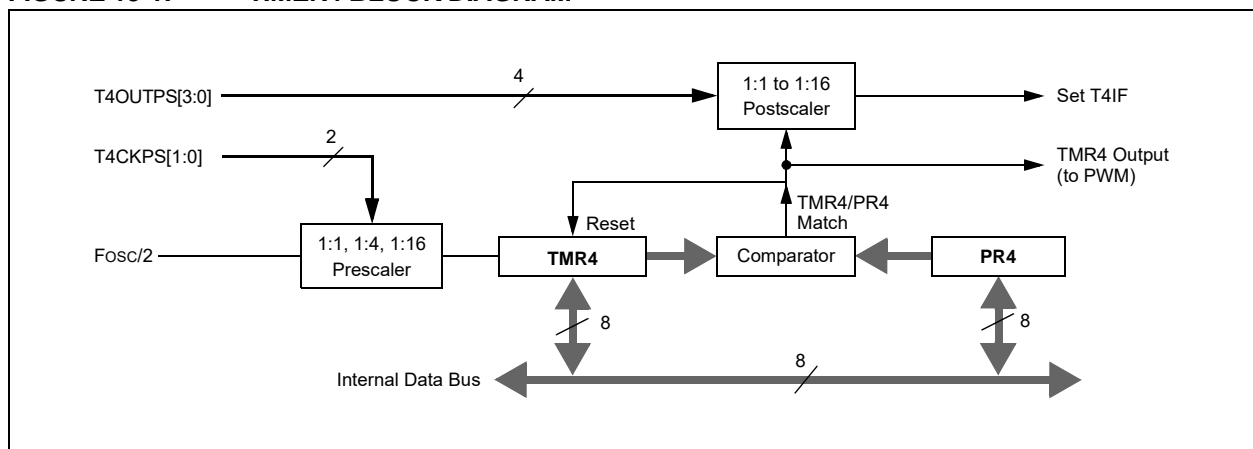 4
T4OUTPS[3:0]
1:1 to 1:16
Postscaler
Set T4IF
2
T4CKPS[1:0]
TMR4 Output
(to PWM)
TMR4/PR4
Match
Reset
FOSC/2
1:1, 1:4, 1:16
Prescaler
TMR4
Comparator
PR4
8
8
8
Internal Data Bus